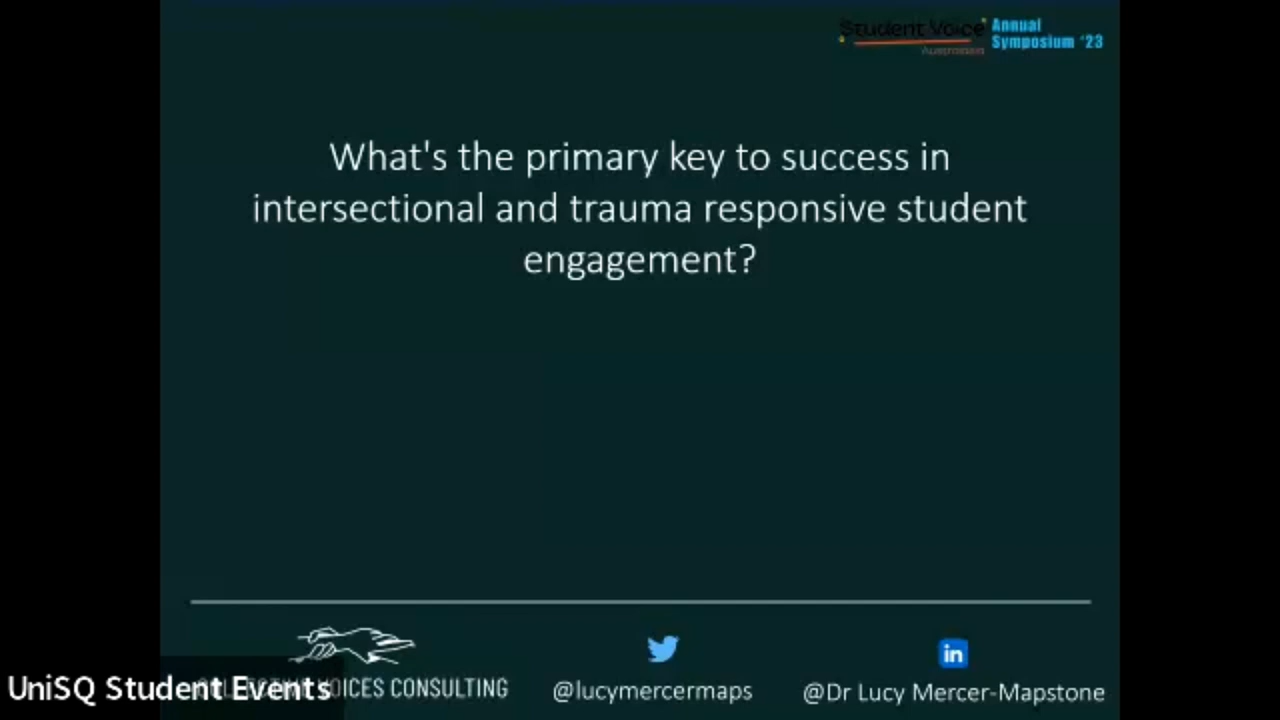 Student Voice
Australasia
Annual
Symposium '23
What's the primary key to success in
intersectional and trauma responsive student
engagement?
VOICES CONSULTING
@lucymercermaps
@Dr Lucy Mercer-Mapstone
UniSQ Student Events